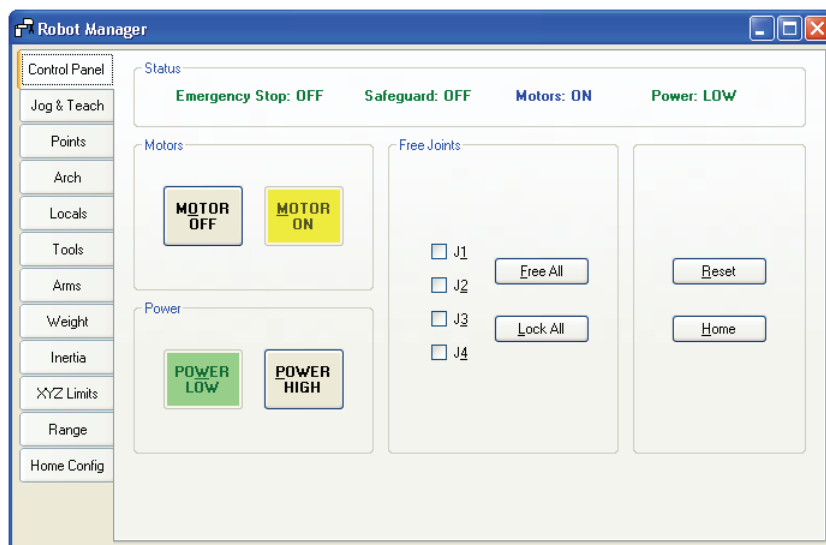 Robot Manager
Control Panel
Jog & Teach
Points
Arch
Locals
Tools
Arms
Weight
Inertia
XYZ Limits
Range
Home Config
Status
Emergency Stop: OFF Safeguard: OFF Motors: ON Power: LOW
Motors
MOTOR
OFF
MOTOR
ON
Power
POWER
LOW
POWER
HIGH
Free Joints
J1
J2
J3
J4
Free All
Lock All
Reset
Home